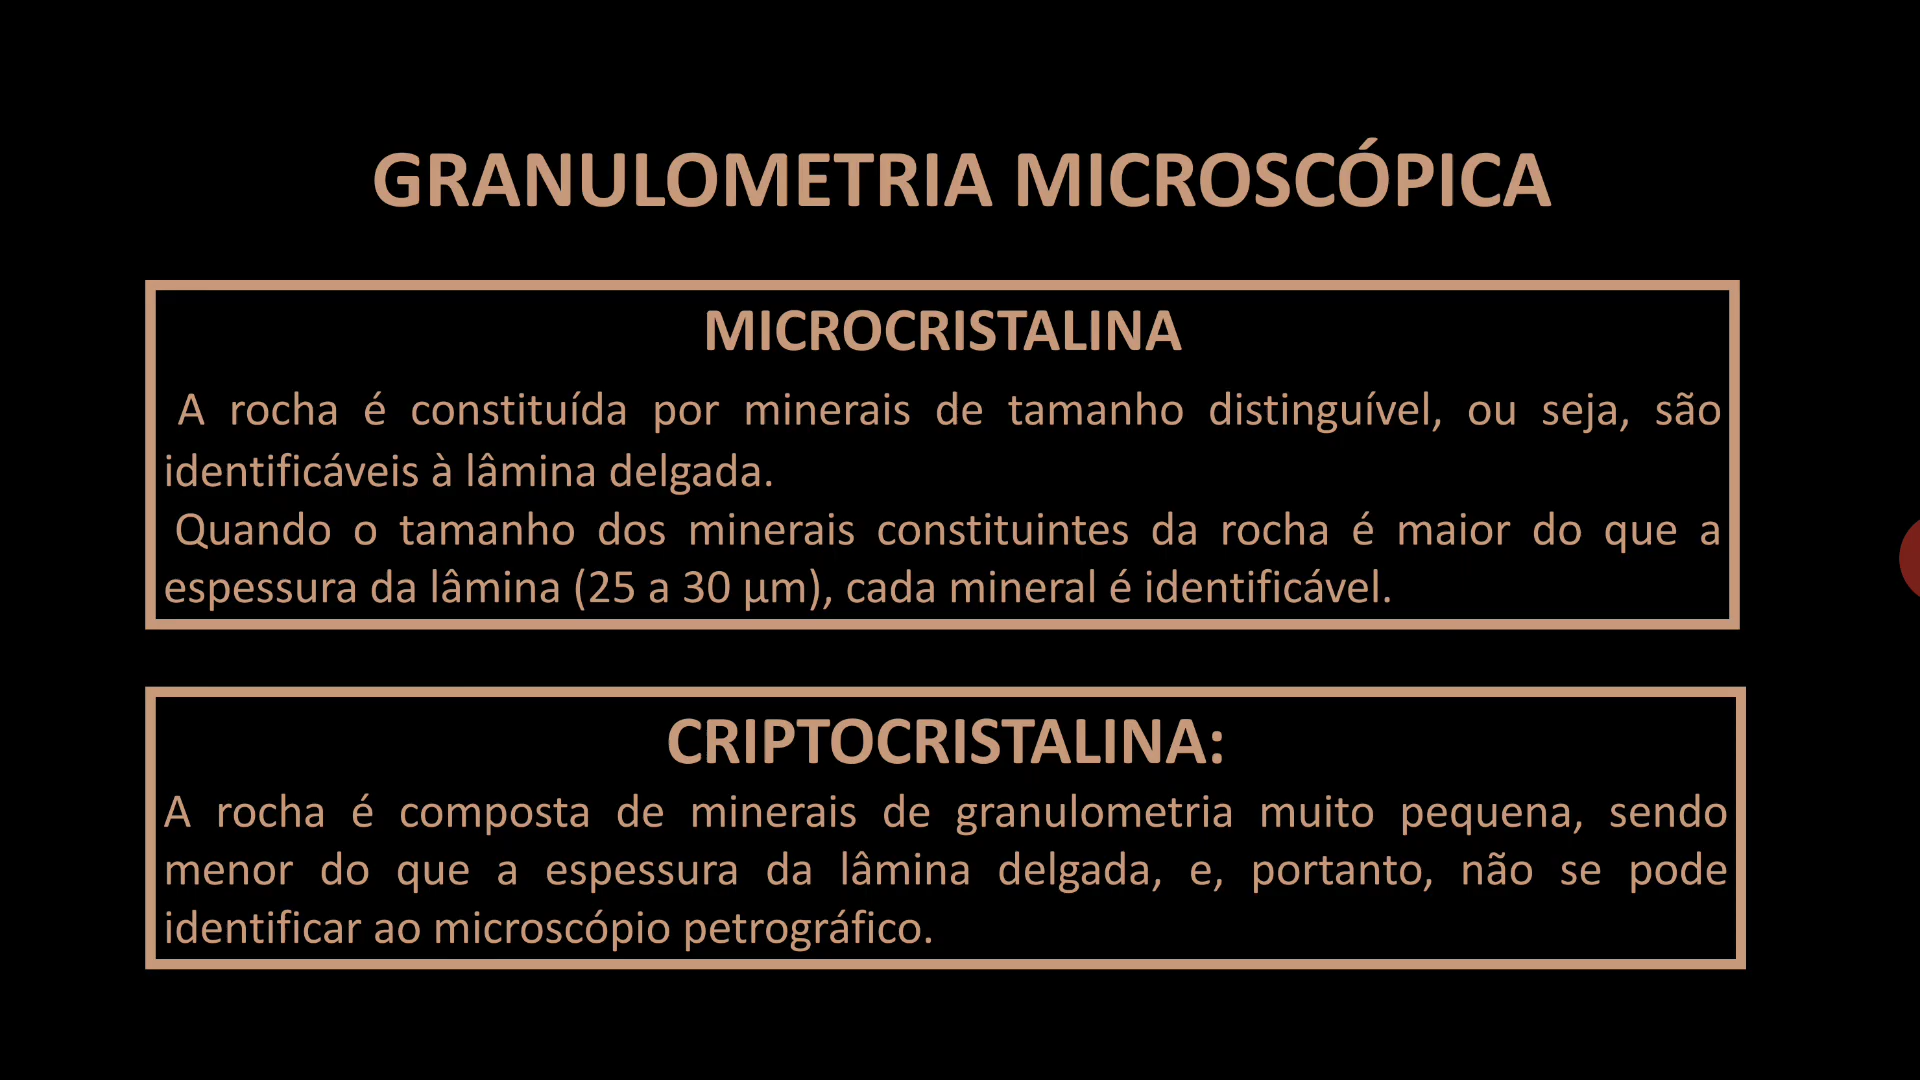 GRANULOMETRIA MICROSCÓPICA
MICROCRISTALINA
A rocha é constituída por minerais de tamanho distinguível, ou seja, são
identificáveis à lâmina delgada.
Quando o tamanho dos minerais constituintes da rocha é maior do que a
espessura da lâmina (25 a 30 µm), cada mineral é identificável.
CRIPTOCRISTALINA:
A rocha é composta de minerais de granulometria muito pequena, sendo
menor do que a espessura da lâmina delgada, e, portanto, não se pode
identificar ao microscópio petrográfico.